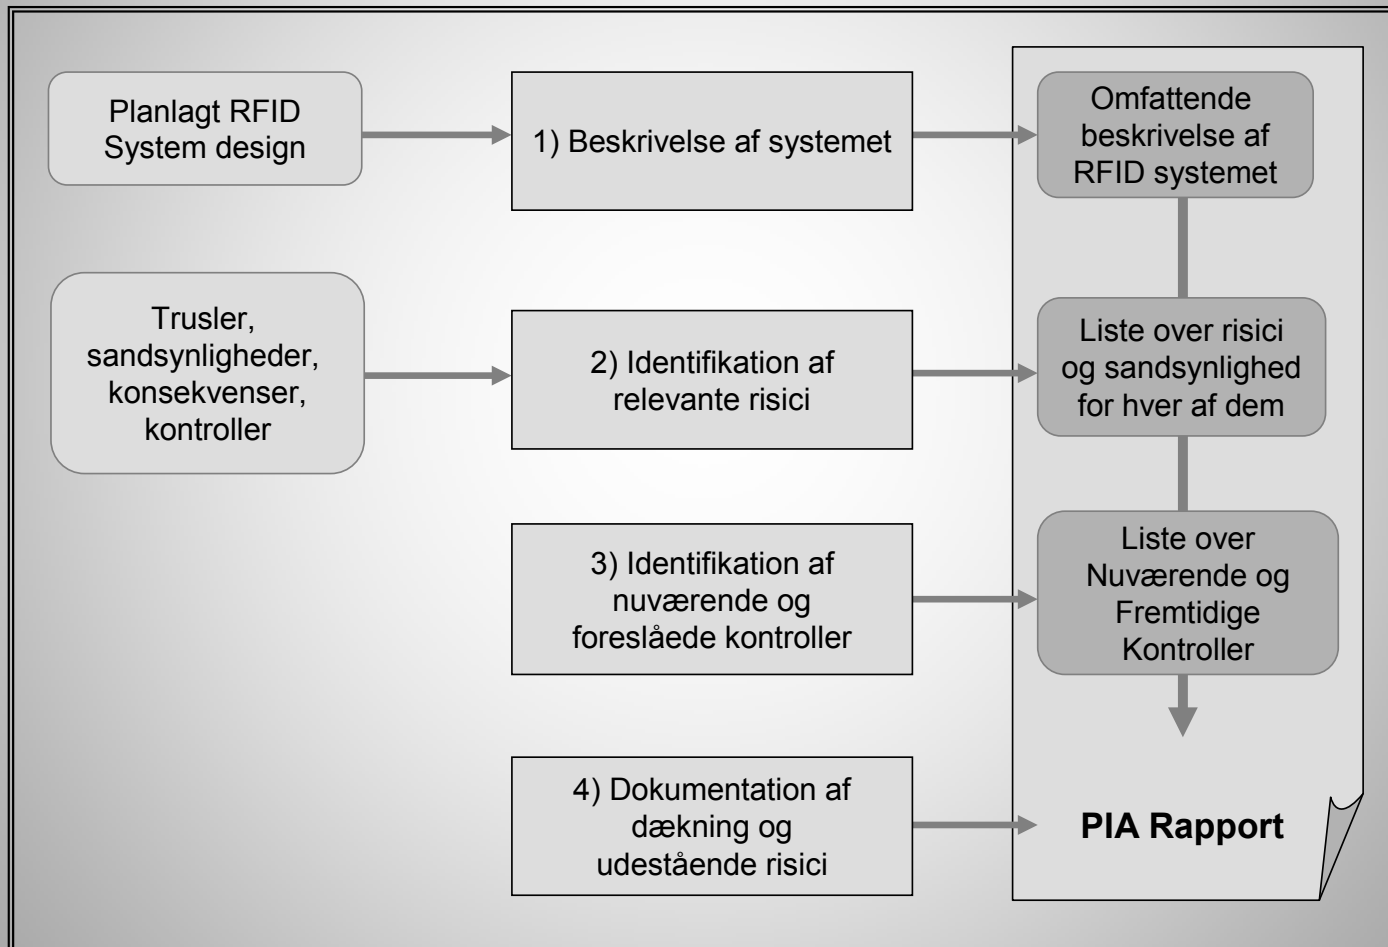 Planlagt RFID
System design
1) Beskrivelse af systemet
Omfattende
beskrivelse af
RFID systemet
Trusler,
sandsynligheder,
konsekvenser,
kontroller
2) Identifikation af
relevante risici
Liste over risici
og sandsynlighed
for hver af dem
3) Identifikation af
nuværende og
foreslåede kontroller
Liste over
Nuværende og
Fremtidige
Kontroller
4) Dokumentation af
dækning og
udestående risici
PIA Rapport